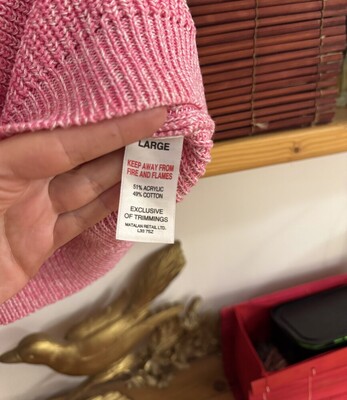 LARGE
KEEP AWAY FROM
FIRE AND FLAMES
51% ACRYLIC
49% COTTON
EXCLUSIVE
OF TRIMMINGS
MATALAN RETAIL LTD.
L33 7SZ